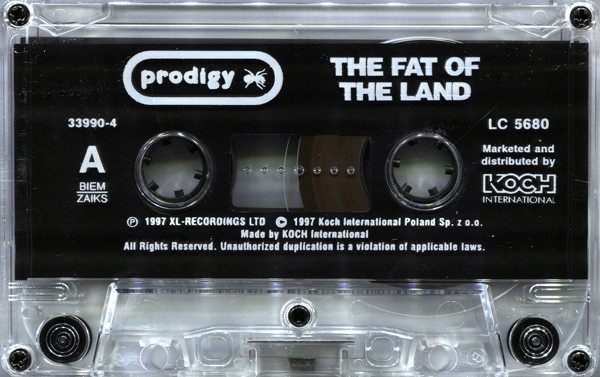 prodigy
THE FAT OF
THE LAND
33990-4
LC 5680
A
BIEM
ZAIKS
Marketed and
distributed by
KOCH
INTERNATIONAL
℗ 1997 XL-RECORDINGS LTD © 1997 Koch International Poland Sp. z o.o.
Made by KOCH International
All Rights Reserved. Unauthorized duplication is a violation of applicable laws.